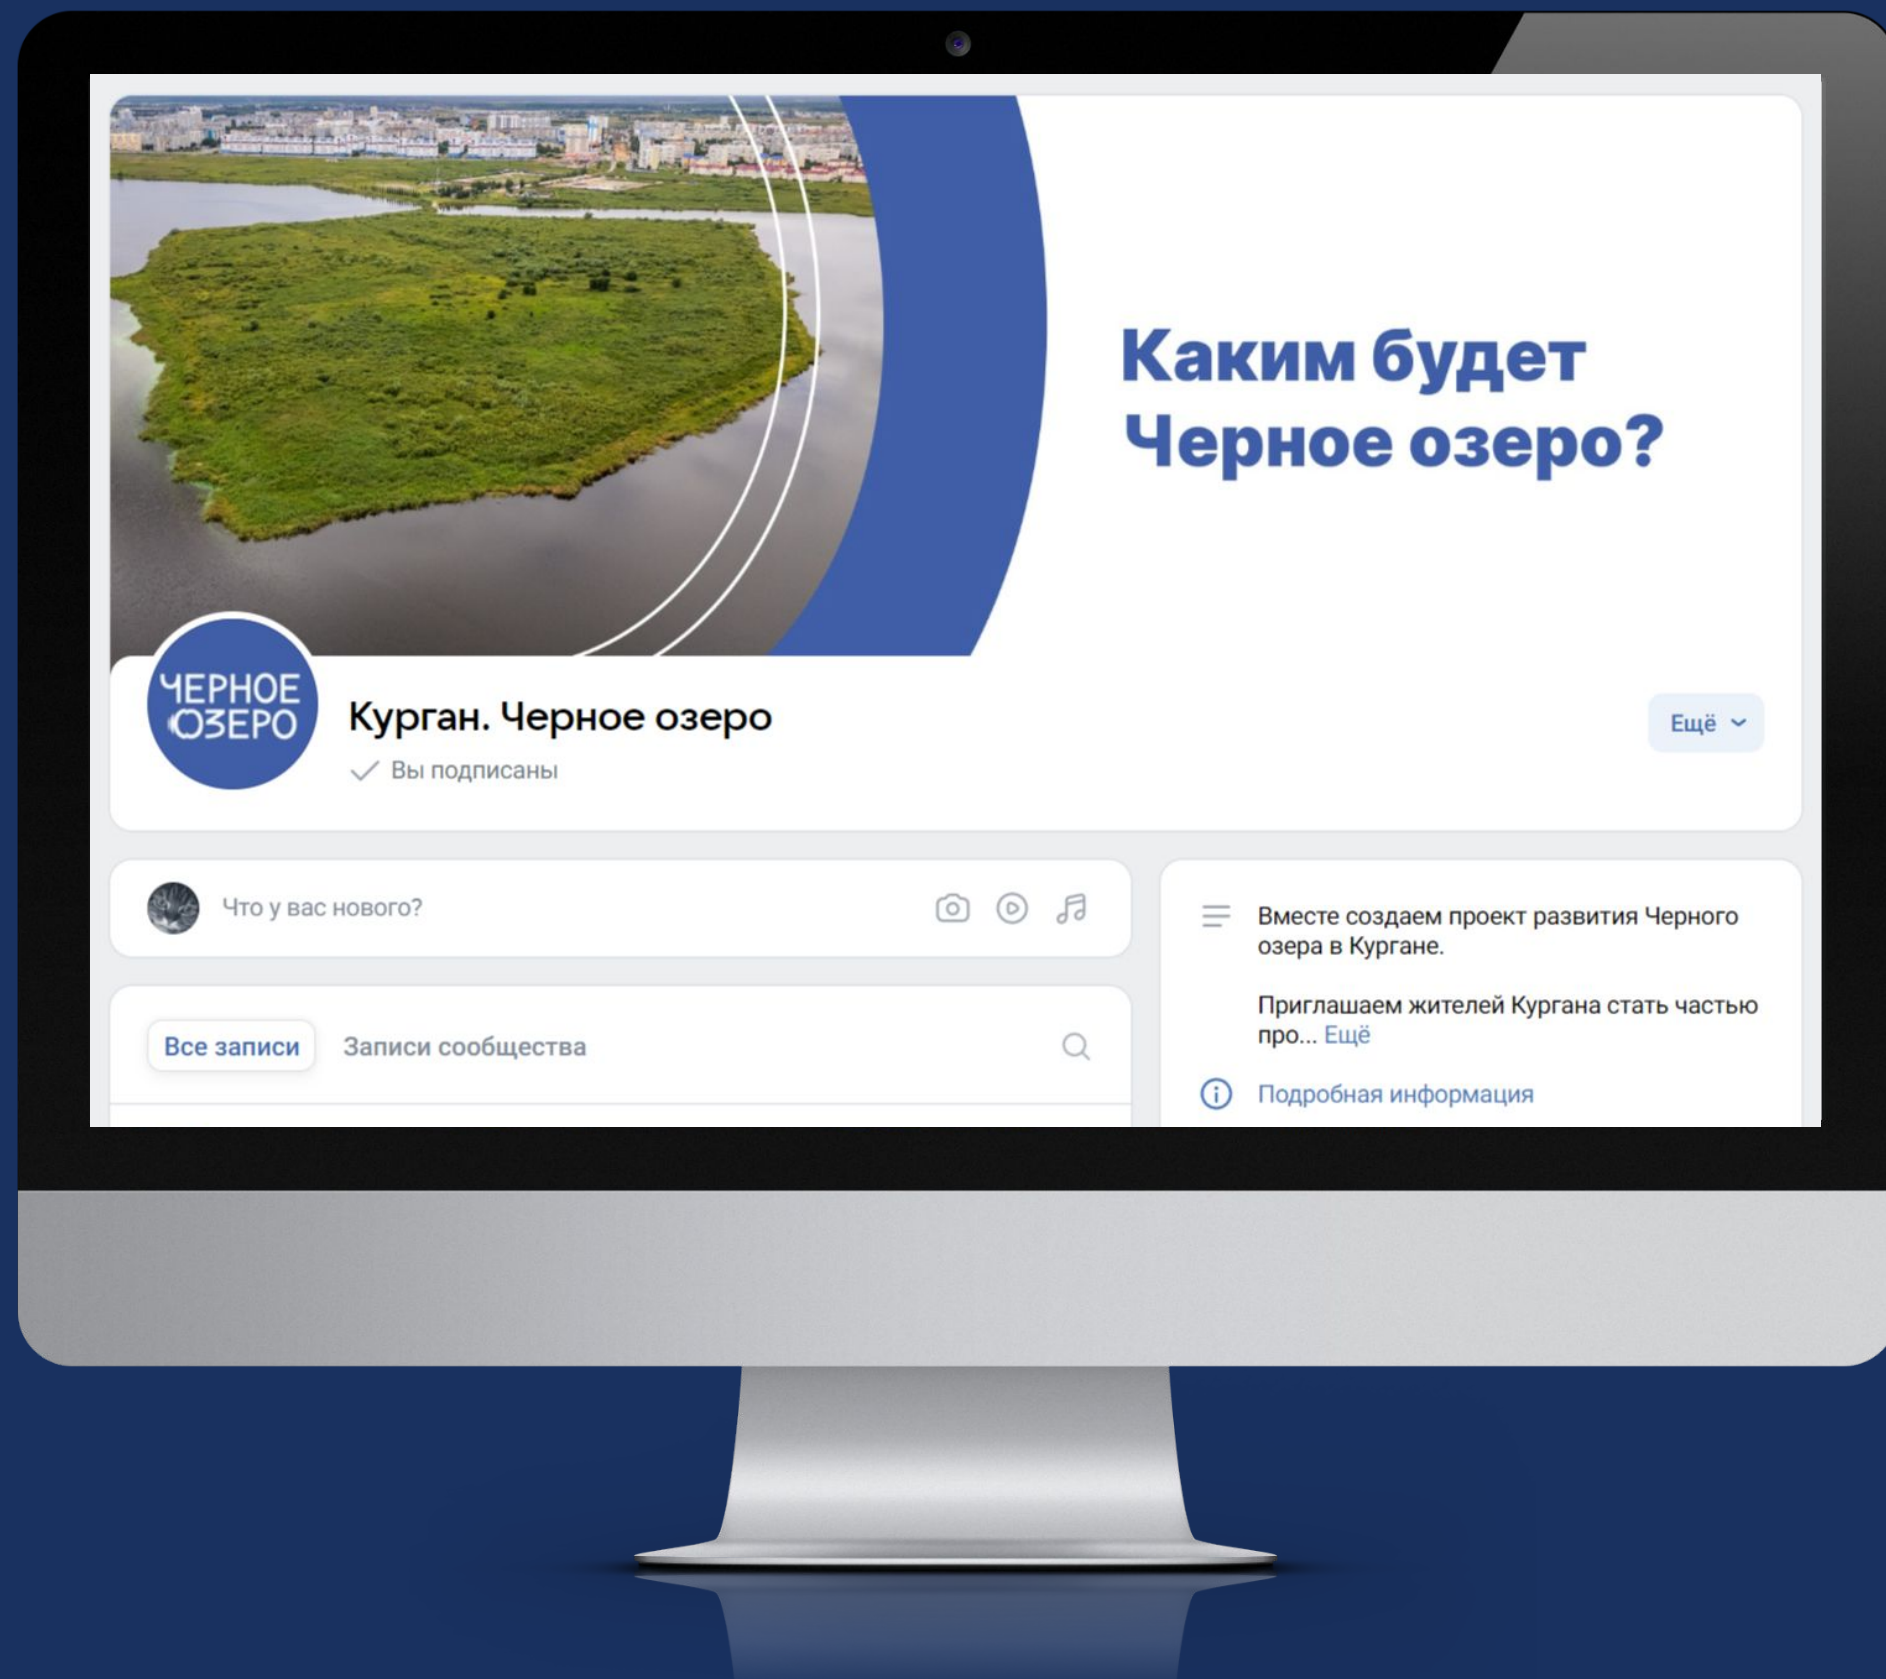 Каким будет
Черное озеро?
ЧЕРНОЕ
ОЗЕРО
Курган. Черное озеро
Вы подписаны
Ещё
Что у вас нового?
Все записи
Записи сообщества
Вместе создаем проект развития Черного
озера в Кургане.
Приглашаем жителей Кургана стать частью
про... Ещё
Подробная информация